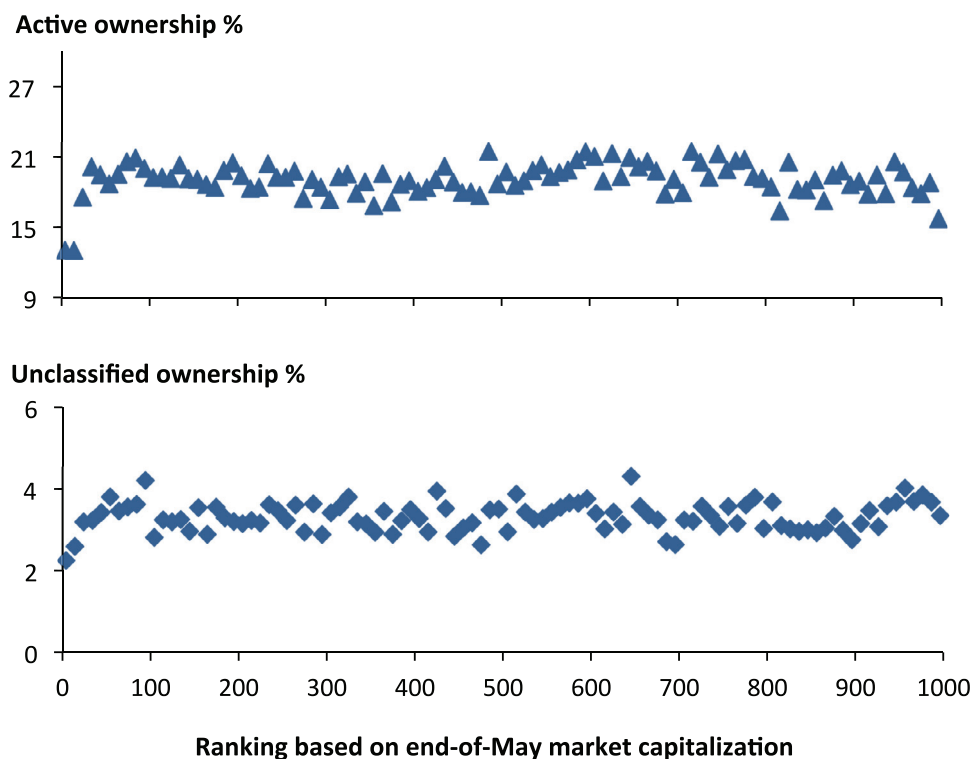 Active ownership %
27
21
15
9
Unclassified ownership %
6
4
2
0
0 100 200 300 400 500 600 700 800 900 1000
Ranking based on end-of-May market capitalization